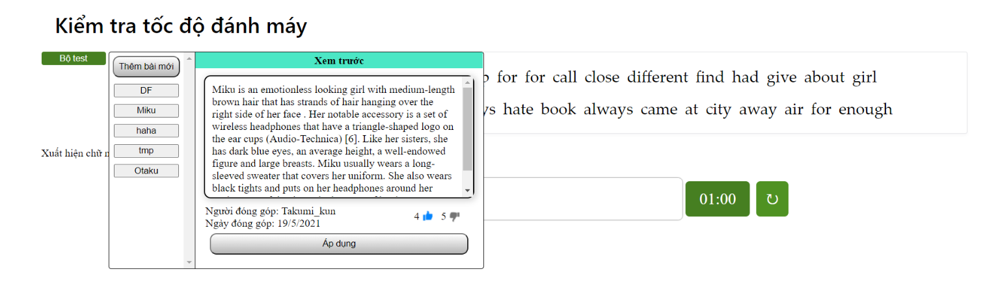 Kiểm tra tốc độ đánh máy
Bộ test
Thêm bài mới
DF
Miku
haha
tmp
Otaku
Xem trước
Miku is an emotionless looking girl with medium-length
brown hair that has strands of hair hanging over the
right side of her face . Her notable accessory is a set of
wireless headphones that have a triangle-shaped logo on
the ear cups (Audio-Technica) [6]. Like her sisters, she
has dark blue eyes, an average height, a well-endowed
figure and large breasts. Miku usually wears a long-
sleeved sweater that covers her uniform. She also wears
black tights and puts on her headphones around her
Người đóng góp: Takumi_kun
Ngày đóng góp: 19/5/2021
4 5
Áp dụng
for for call close different find had give about girl
hate book always came at city away air for enough
Xuất hiện chữ
01:00